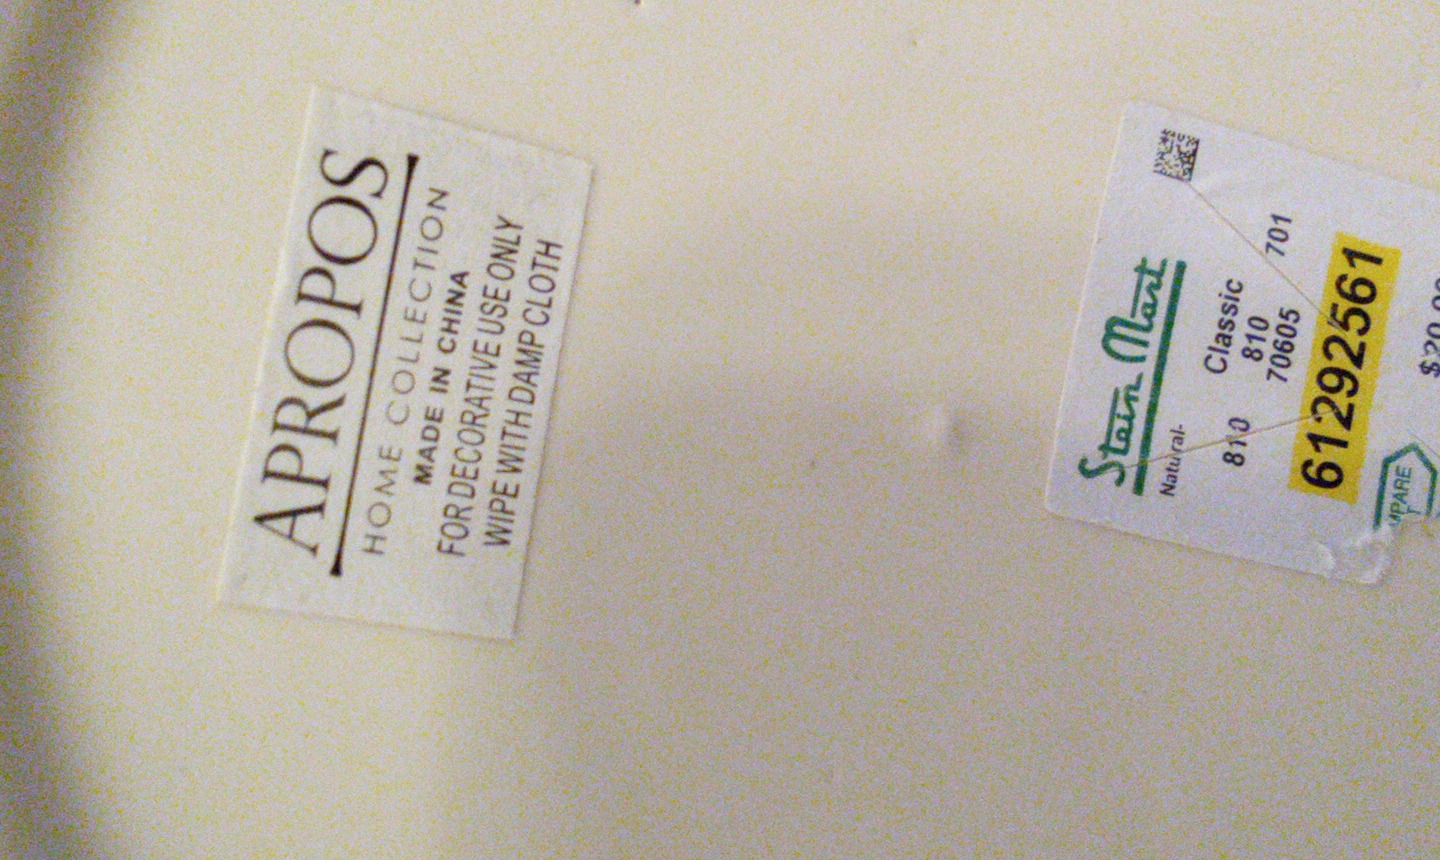 APROPOS
HOME COLLECTION
MADE IN CHINA
FOR DECORATIVE USE ONLY
WIPE WITH DAMP CLOTH
Stein Mart
Natural-
810 Classic 701
810
70605
61292561